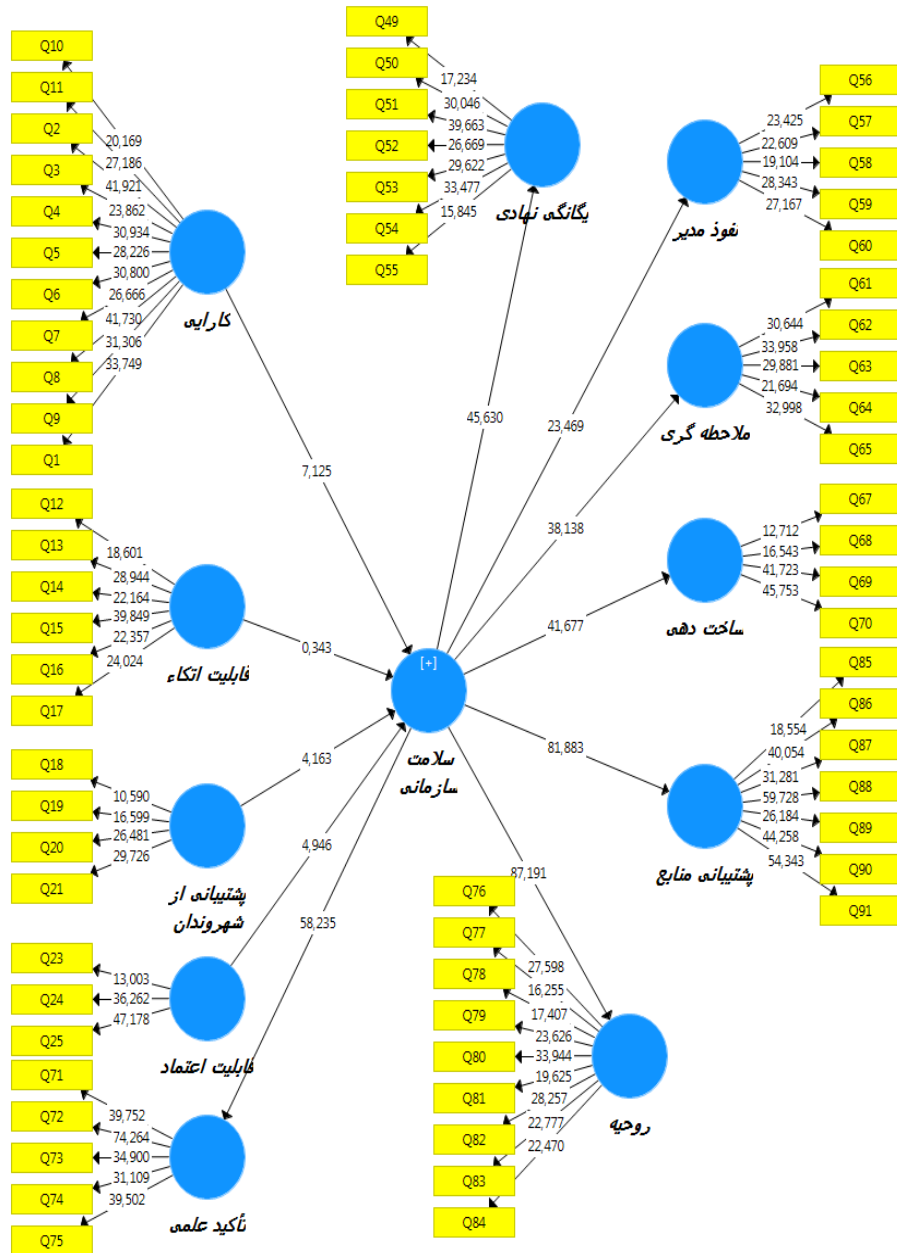 Q10
Q11
Q2
Q3
Q4
Q5
Q6
Q7
Q8
Q9
Q1
20,169
27,186
41,921
23,862
30,934
28,226
30,800
26,666
41,730
31,306
33,749
کارایی
7,125
Q12
Q13
Q14
Q15
Q16
Q17
18,601
28,944
22,164
39,849
22,357
24,024
قابلیت اتکاء
0,343
Q18
Q19
Q20
Q21
10,590
16,599
26,481
29,726
پشتیبانی از
شهروندان
4,163
Q23
Q24
Q25
13,003
36,262
47,178
قابلیت اعتماد
4,946
Q71
Q72
Q73
Q74
Q75
39,752
74,264
34,900
31,109
39,502
تأکید علمی
58,235
[+]
سلامت
سازمانی
Q49
Q50
Q51
Q52
Q53
Q54
Q55
17,234
30,046
39,663
26,669
29,622
33,477
15,845
یگانگی نهادی
45,630
Q56
Q57
Q58
Q59
Q60
23,425
22,609
19,104
28,343
27,167
نفوذ مدیر
23,469
Q61
Q62
Q63
Q64
Q65
30,644
33,958
29,881
21,694
32,998
ملاحظه گری
38,138
Q67
Q68
Q69
Q70
12,712
16,543
41,723
45,753
ساخت دهی
41,677
Q85
Q86
Q87
Q88
Q89
Q90
Q91
18,554
40,054
31,281
59,728
26,184
44,258
54,343
پشتیبانی منابع
81,883
Q76
Q77
Q78
Q79
Q80
Q81
Q82
Q83
Q84
27,598
16,255
17,407
23,626
33,944
19,625
28,257
22,777
22,470
روحیه
87,191